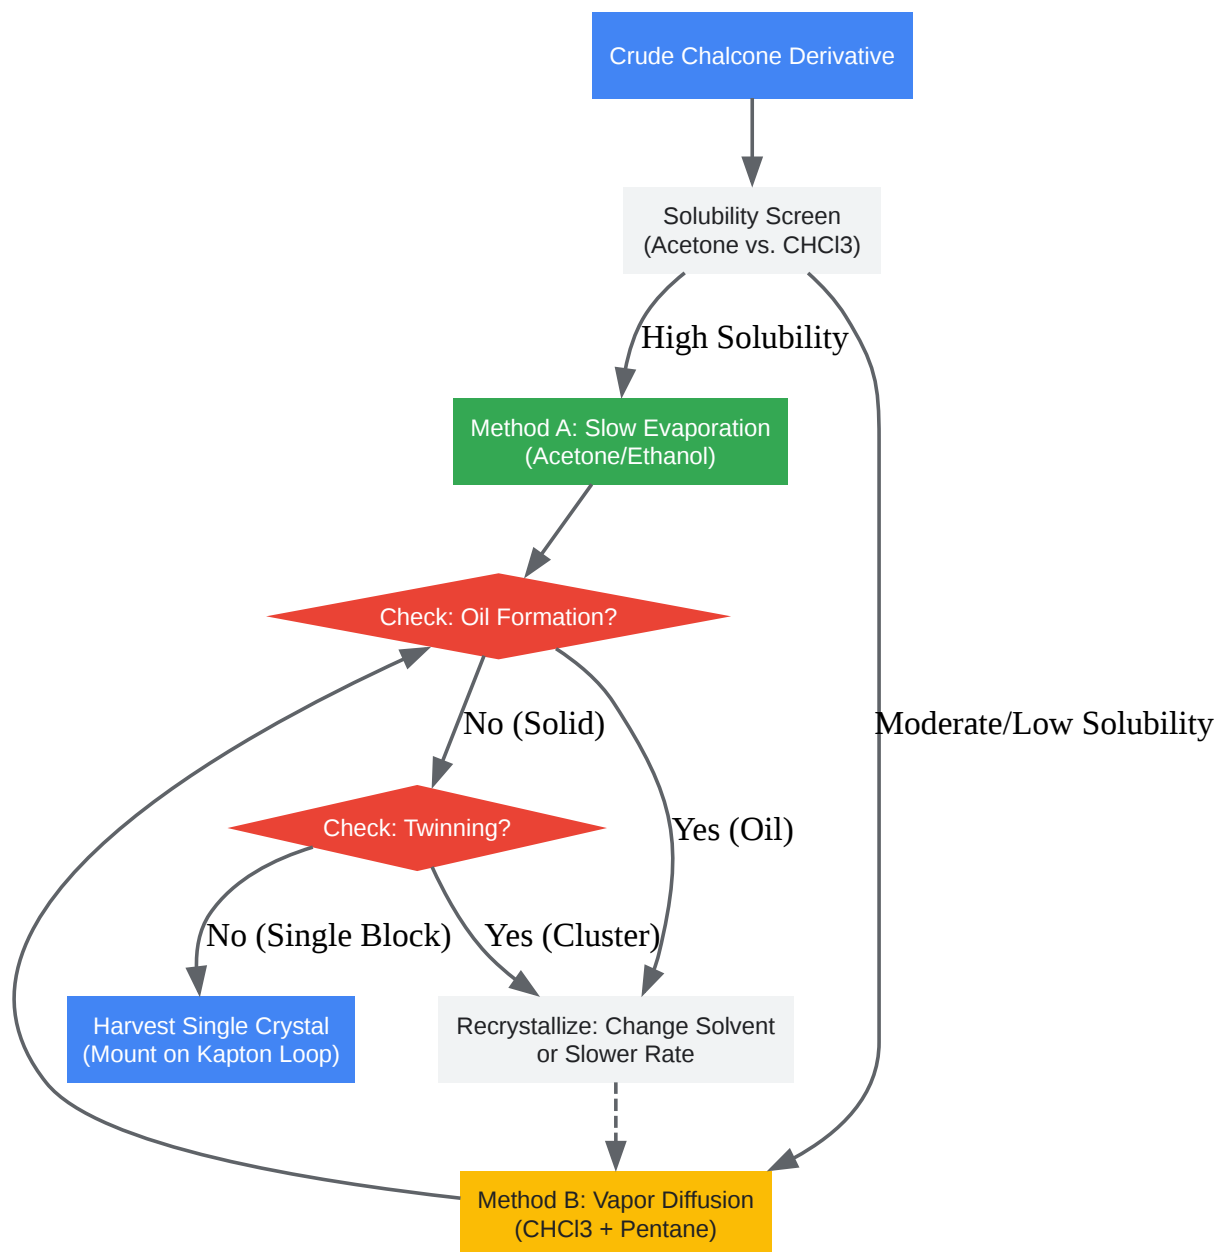 Crude Chalcone Derivative
Solubility Screen
(Acetone vs. CHCl3)
High Solubility
Method A: Slow Evaporation
(Acetone/Ethanol)
Check: Oil Formation?
No (Solid)
Moderate/Low Solubility
Yes (Oil)
Check: Twinning?
No (Single Block)
Yes (Cluster)
Harvest Single Crystal
(Mount on Kapton Loop)
Recrystallize: Change Solvent
or Slower Rate
Method B: Vapor Diffusion
(CHCl3 + Pentane)